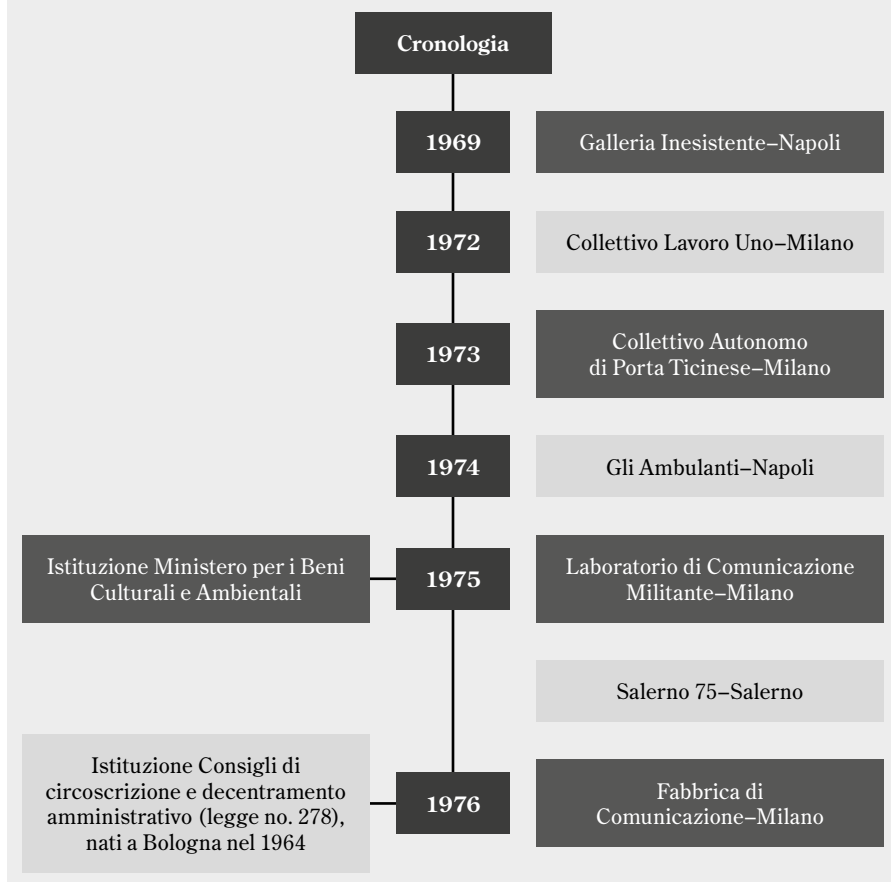 Cronologia
1969
Galleria Inesistente–Napoli
1972
Collettivo Lavoro Uno–Milano
1973
Collettivo Autonomo
di Porta Ticinese–Milano
1974
Gli Ambulanti–Napoli
Istituzione Ministero per i Beni
Culturali e Ambientali
1975
Laboratorio di Comunicazione
Militante–Milano
Salerno 75–Salerno
Istituzione Consigli di
circoscrizione e decentramento
amministrativo (legge no. 278),
nati a Bologna nel 1964
1976
Fabbrica di
Comunicazione–Milano